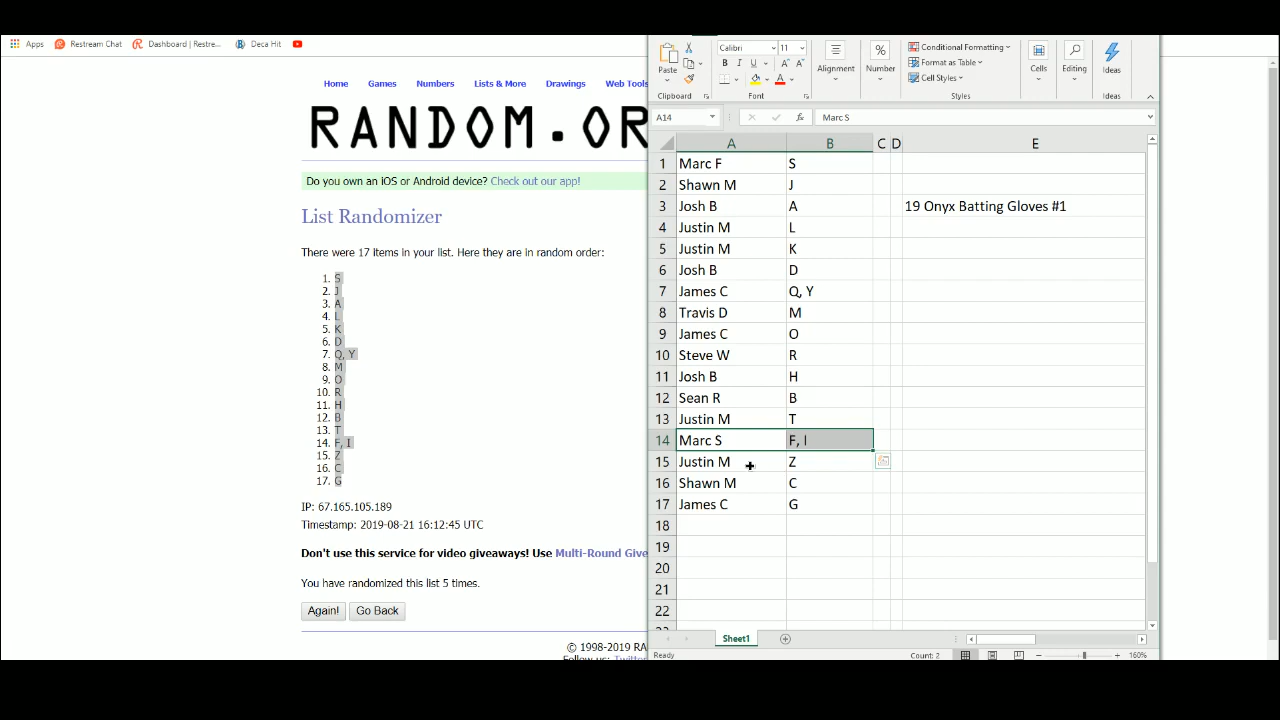 Apps Restream Chat Dashboard | Restre... Deca Hit
Home Games Numbers Lists & More Drawings Web Tools
RANDOM.OR
Do you own an iOS or Android device? Check out our app!
List Randomizer
There were 17 items in your list. Here they are in random order:
1. S
2. J
3. A
4. L
5. K
6. D
7. Q, Y
8. M
9. O
10. R
11. H
12. B
13. T
14. F, I
15. Z
16. C
17. G
IP: 67.165.105.189
Timestamp: 2019-08-21 16:12:45 UTC
Don't use this service for video giveaways! Use Multi-Round Give
You have randomized this list 5 times.
Again! Go Back
© 1998-2019 RA
Follow us: Twitt
Paste
Calibri 11
B I U A A
A
Alignment
%
Number
Conditional Formatting
Format as Table
Cell Styles
Cells
Editing
Ideas
Clipboard Font Styles Ideas
A14 fx Marc S
A B C D E
1 Marc F S
2 Shawn M J
3 Josh B A 19 Onyx Batting Gloves #1
4 Justin M L
5 Justin M K
6 Josh B D
7 James C Q, Y
8 Travis D M
9 James C O
10 Steve W R
11 Josh B H
12 Sean R B
13 Justin M T
14 Marc S F, I
15 Justin M Z
16 Shawn M C
17 James C G
18
19
20
21
22
23
Sheet1
Ready Count: 2 160%